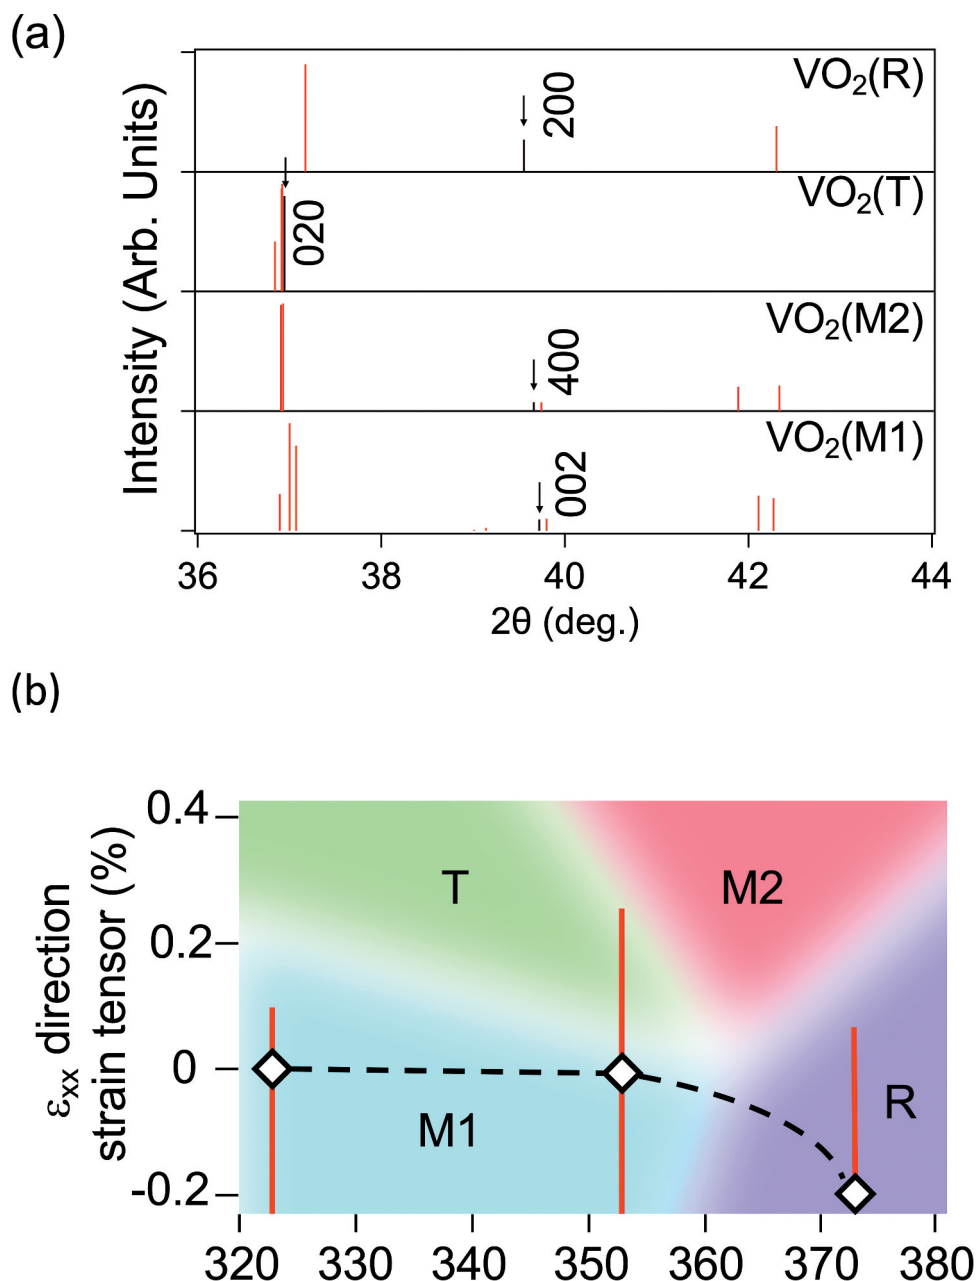 (a)
Intensity (Arb. Units)
VO₂(R)
200
VO₂(T)
020
VO₂(M2)
400
VO₂(M1)
002
36 38 40 42 44
2θ (deg.)
(b)
εxx direction
strain tensor (%)
0.4
0.2
0
-0.2
T
M2
M1
R
320 330 340 350 360 373 380